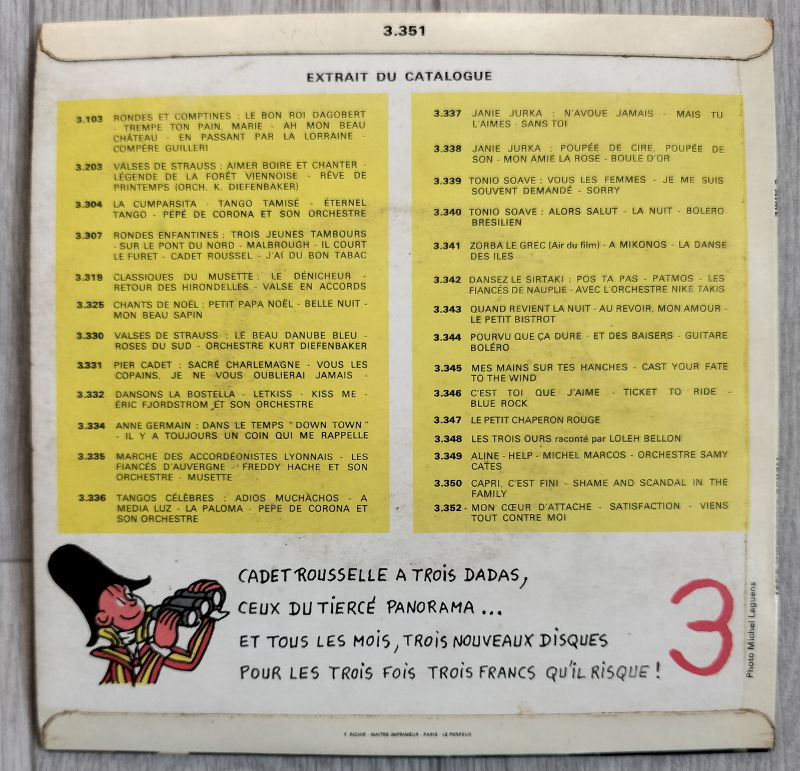 3.351
EXTRAIT DU CATALOGUE
3.103 RONDES ET COMPTINES : LE BON ROI DAGOBERT
- TREMPE TON PAIN, MARIE - AH MON BEAU
CHÂTEAU - EN PASSANT PAR LA LORRAINE -
COMPÈRE GUILLERI
3.203 VALSES DE STRAUSS : AIMER BOIRE ET CHANTER -
LÉGENDE DE LA FORÊT VIENNOISE - RÊVE DE
PRINTEMPS (ORCH. K. DIEFENBAKER)
3.304 LA CUMPARSITA - TANGO TAMISÉ - ÉTERNEL
TANGO - PÉPÉ DE CORONA ET SON ORCHESTRE
3.307 RONDES ENFANTINES : TROIS JEUNES TAMBOURS
- SUR LE PONT DU NORD - MALBROUGH - IL COURT
LE FURET - CADET ROUSSEL - J'AI DU BON TABAC
3.319 CLASSIQUES DU MUSETTE : LE DÉNICHEUR -
RETOUR DES HIRONDELLES - VALSE EN ACCORDS
3.325 CHANTS DE NOËL : PETIT PAPA NOËL - BELLE NUIT -
MON BEAU SAPIN
3.330 VALSES DE STRAUSS : LE BEAU DANUBE BLEU -
ROSES DU SUD - ORCHESTRE KURT DIEFENBAKER
3.331 PIER CADET : SACRÉ CHARLEMAGNE - VOUS LES
COPAINS, JE NE VOUS OUBLIERAI JAMAIS -
3.332 DANSONS LA BOSTELLA - LETKISS - KISS ME -
ÉRIC FJORDSTROM ET SON ORCHESTRE
3.334 ANNE GERMAIN : DANS LE TEMPS "DOWN TOWN"
- IL Y A TOUJOURS UN COIN QUI ME RAPPELLE
3.335 MARCHE DES ACCORDÉONISTES LYONNAIS - LES
FIANCÉS D'AUVERGNE - FREDDY HACHE ET SON
ORCHESTRE - MUSETTE
3.336 TANGOS CÉLÈBRES : ADIOS MUCHACHOS - A
MEDIA LUZ - LA PALOMA - PEPE DE CORONA ET
SON ORCHESTRE
3.337 JANIE JURKA : N'AVOUE JAMAIS - MAIS TU
L'AIMES - SANS TOI
3.338 JANIE JURKA : POUPÉE DE CIRE, POUPÉE DE
SON - MON AMIE LA ROSE - BOULE D'OR
3.339 TONIO SOAVE : VOUS LES FEMMES - JE ME SUIS
SOUVENT DEMANDÉ - SORRY
3.340 TONIO SOAVE : ALORS SALUT - LA NUIT - BOLERO
BRESILIEN
3.341 ZORBA LE GREC (Air du film) - A MIKONOS - LA DANSE
DES ILES
3.342 DANSEZ LE SIRTAKI : POS TA PAS - PATMOS - LES
FIANCÉS DE NAUPLIE - AVEC L'ORCHESTRE NIKE TAKIS
3.343 QUAND REVIENT LA NUIT - AU REVOIR, MON AMOUR -
LE PETIT BISTROT
3.344 POURVU QUE ÇA DURE - ET DES BAISERS - GUITARE
BOLÉRO
3.345 MES MAINS SUR TES HANCHES - CAST YOUR FATE
TO THE WIND
3.346 C'EST TOI QUE J'AIME - TICKET TO RIDE -
BLUE ROCK
3.347 LE PETIT CHAPERON ROUGE
3.348 LES TROIS OURS raconté par LOLEH BELLON
3.349 ALINE - HELP - MICHEL MARCOS - ORCHESTRE SAMY
CATES
3.350 CAPRI, C'EST FINI - SHAME AND SCANDAL IN THE
FAMILY
3.352 MON CŒUR D'ATTACHE - SATISFACTION - VIENS
TOUT CONTRE MOI
CADET ROUSSELLE A TROIS DADAS,
CEUX DU TIERCÉ PANORAMA...
ET TOUS LES MOIS, TROIS NOUVEAUX DISQUES
POUR LES TROIS FOIS TROIS FRANCS QU'IL RISQUE !
3
Photo Michel Laguens
F. RICHIR - MAITRE-IMPRIMEUR - PARIS - LE PERREUX